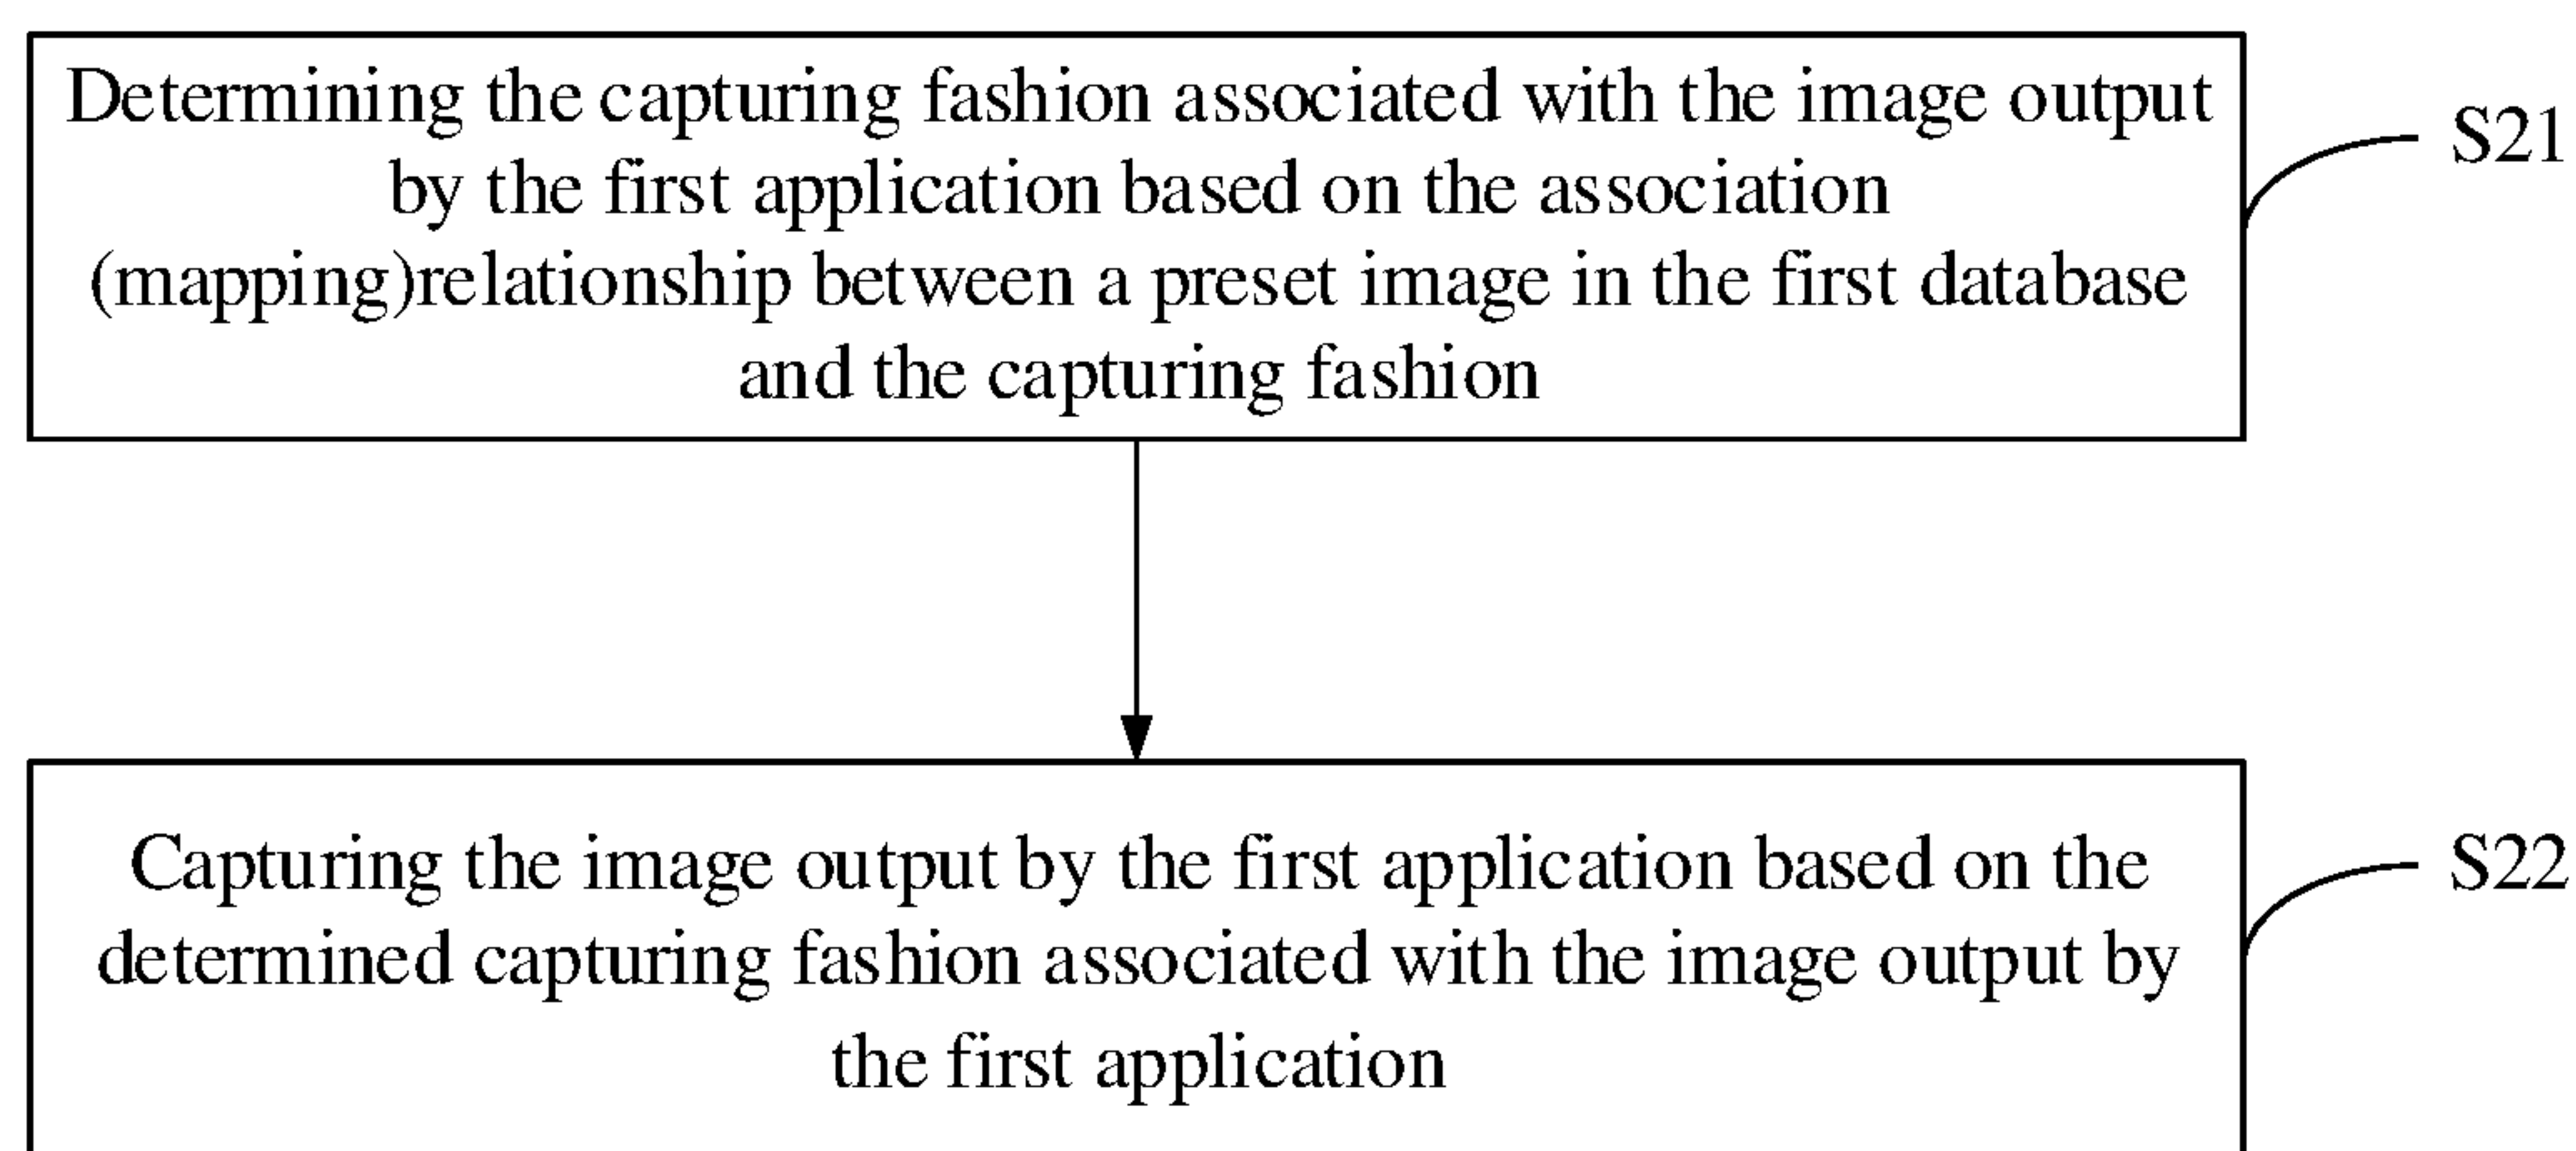 Determining the capturing fashion associated with the image output
by the first application based on the association
(mapping)relationship between a preset image in the first database
and the capturing fashion
S21
Capturing the image output by the first application based on the
determined capturing fashion associated with the image output by
the first application
S22